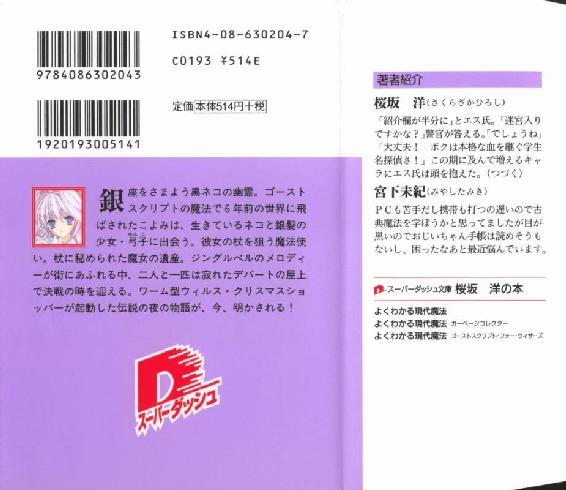 ISBN4-08-630204-7
C0193 ¥514E
9784086302043
定価 本体514円+税
1920193005141
銀座をさまよう黒ネコの幽霊。ゴースト
スクリプトの魔法で6年前の世界に飛
ばされたこよみは、生きているネコと銀髪の
少女・弓子に出会う。彼女の杖を狙う魔法使
い。杖に秘められた魔女の遺産。ジングルベルのメロディ
ーが街にあふれる中、二人と一匹は寂れたデパートの屋上
で決戦の時を迎える。ワーム型ウィルス・クリスマスショ
ッパーが起動した伝説の夜の物語が、今、明かされる!
D
スーパーダッシュ
著者紹介
桜坂 洋(さくらざかひろし)
「紹介欄が半分に」とエス氏。「迷宮入り
ですかな?」警官が答える。「でしょうね」
「大丈夫! ボクは本格な血を継ぐ学生
名探偵さ!」この期に及んで増えるキャ
ラにエス氏は頭を抱えた。(つづく)
宮下未紀(みやしたみき)
PCも苦手だし携帯も打つの遅いので古
典魔法を学ぼうかと思ってましたが目が
黒いのでおじいちゃん手帳は読めそうも
ないし、困ったなあと最近悩んでいます。
スーパーダッシュ文庫 桜坂 洋の本
よくわかる現代魔法
よくわかる現代魔法 ガーベージコレクター
よくわかる現代魔法 ゴーストスクリプト・フォー・ウィザーズ